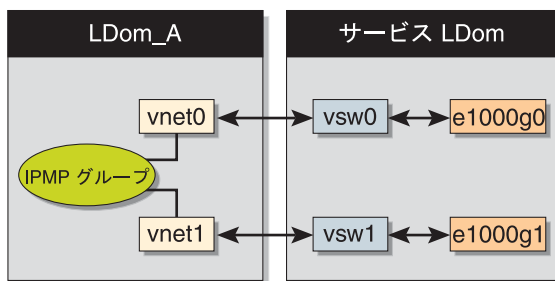 LDom_A
サービス LDom
vnet0
vsw0
e1000g0
IPMP グループ
vnet1
vsw1
e1000g1